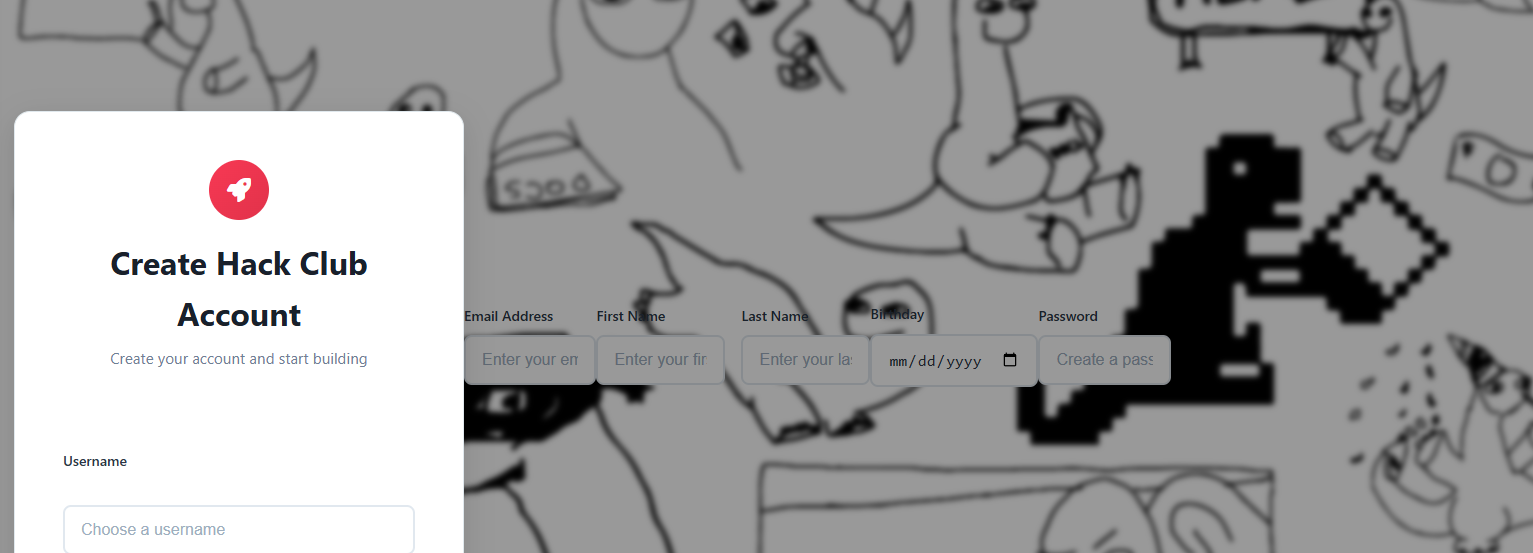 Create Hack Club
Account
Create your account and start building
Email Address
First Name
Last Name
Birthday
Password
Enter your em
Enter your fir
Enter your la
mm/dd/yyyy
Create a pass
Username
Choose a username